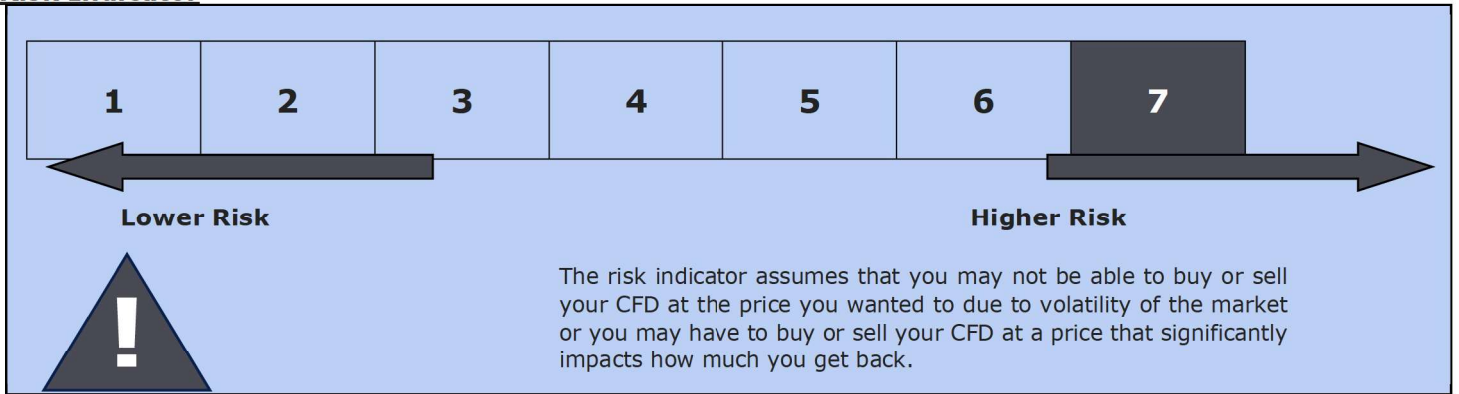 1 2 3 4 5 6 7
Lower Risk Higher Risk
!
The risk indicator assumes that you may not be able to buy or sell
your CFD at the price you wanted to due to volatility of the market
or you may have to buy or sell your CFD at a price that significantly
impacts how much you get back.